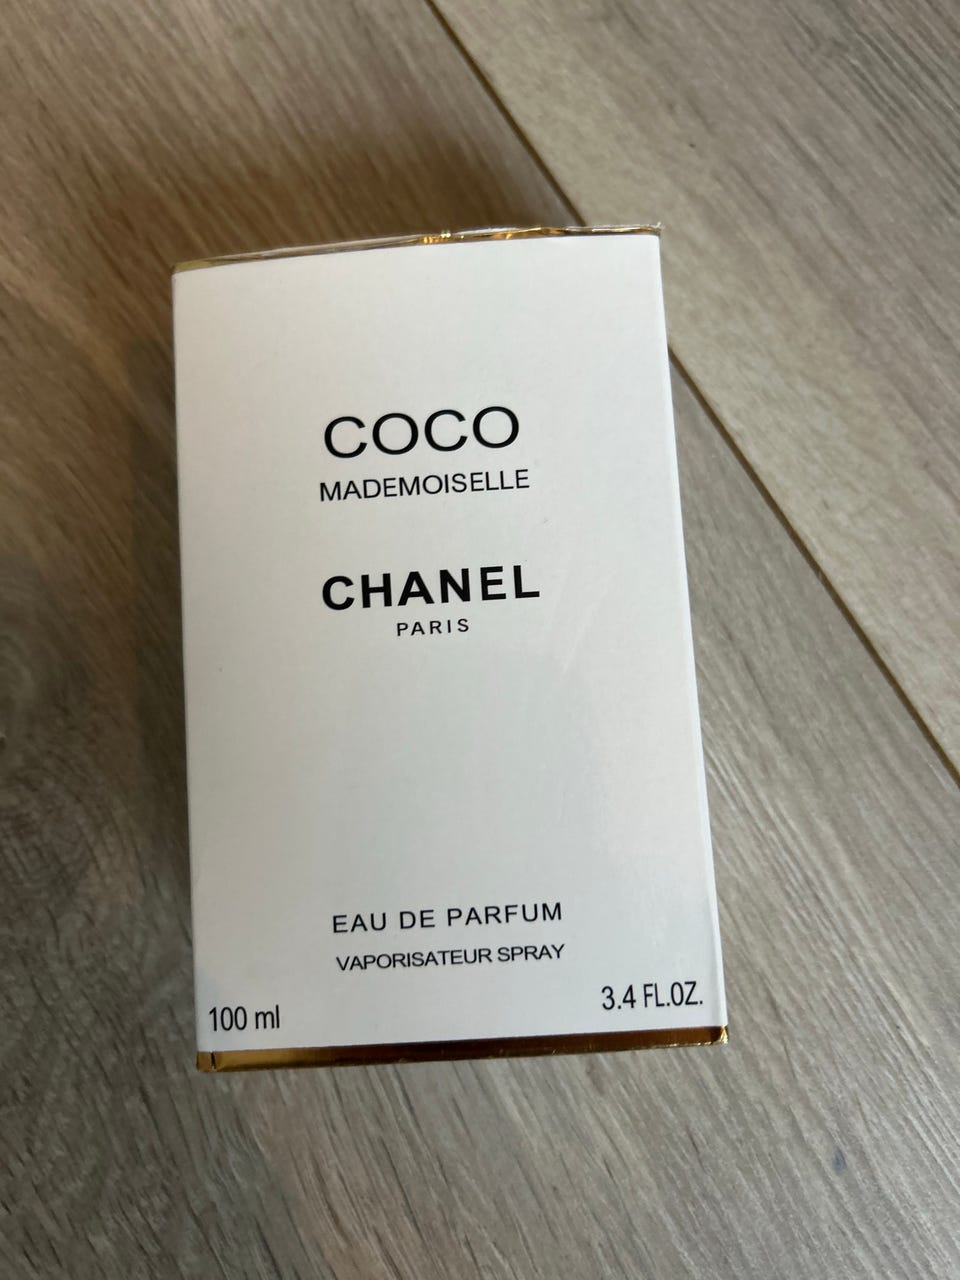 COCO
MADEMOISELLE
CHANEL
PARIS
EAU DE PARFUM
VAPORISATEUR SPRAY
100 ml 3.4 FL.OZ.